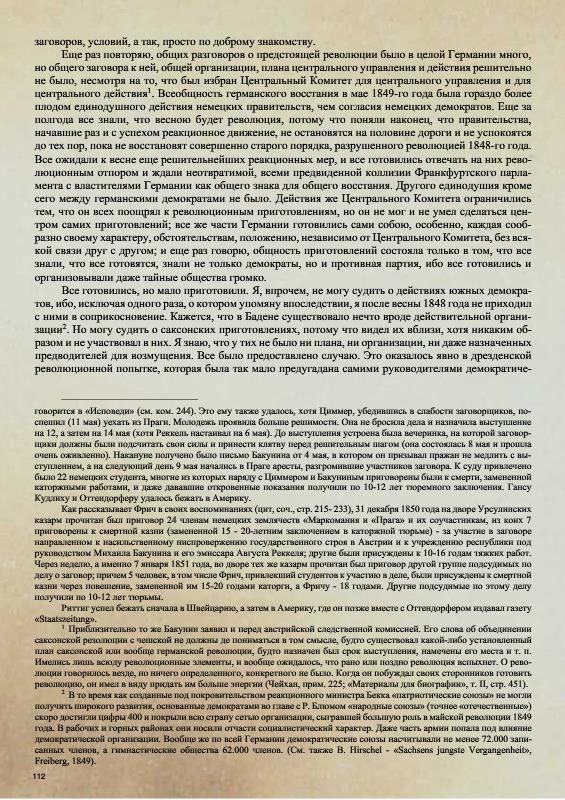 заговоров, условий, а так, просто по доброму знакомству.
Еще раз повторяю, общих разговоров о предстоящей революции было в целой Германии много,
но общего заговора к ней, общей организации, плана центрального управления и действия решительно
не было, несмотря на то, что был избран Центральный Комитет для центрального управления и для
центрального действия¹. Всеобщность германского восстания в мае 1849-го года была гораздо более
плодом единодушного действия немецких правительств, чем согласия немецких демократов. Еще за
полгода все знали, что весною будет революция, потому что поняли наконец, что правительства,
начавшие раз и с успехом реакционное движение, не остановятся на половине дороги и не успокоятся
до тех пор, пока не восстановят совершенно старого порядка, разрушенного революцией 1848-го года.
Все ожидали к весне еще решительнейших реакционных мер, и все готовились отвечать на них рево-
люционным отпором и ждали неотвратимой, всеми предвиденной коллизии Франкфуртского парла-
мента с властителями Германии как общего знака для общего восстания. Другого единодушия кроме
сего между германскими демократами не было. Действия же Центрального Комитета ограничились
тем, что он всех поощрял к революционным приготовлениям, но он не мог и не умел сделаться цен-
тром самих приготовлений; все же части Германии готовились сами собою, особенно, каждая сооб-
разно своему характеру, обстоятельствам, положению, независимо от Центрального Комитета, без вся-
кой связи друг с другом; и еще раз говорю, общность приготовлений состояла только в том, что все
знали, что все готовятся, знали не только демократы, но и противная партия, ибо все готовились и
организовывали даже тайные общества громко.
Все готовились, но мало приготовили. Я, впрочем, не могу судить о действиях южных демокра-
тов, ибо, исключая одного раза, о котором упомяну впоследствии, я после весны 1848 года не приходил
с ними в соприкосновение. Кажется, что в Бадене существовало нечто вроде действительной органи-
зации². Но могу судить о саксонских приготовлениях, потому что видел их вблизи, хотя никаким об-
разом и не участвовал в них. Я знаю, что у тих не было ни плана, ни организации, ни даже назначенных
предводителей для возмущения. Все было предоставлено случаю. Это оказалось явно в дрезденской
революционной попытке, которая была так мало предугадана самими руководителями демократиче-
говорится в «Исповеди» (см. ком. 244). Это ему также удалось, хотя Циммер, убедившись в слабости заговорщиков, по-
спешил (11 мая) уехать из Праги. Молодежь проявила больше решимости. Она не бросила дела и назначила выступление
на 12, а затем на 14 мая (хотя Реккель настаивал на 6 мая). До выступления устроена была вечеринка, на которой заговор-
щики должны были подсчитать свои силы и принести клятву перед решительным шагом (она состоялась 8 мая и прошла
очень оживленно). Накануне получено было письмо Бакунина от 4 мая, в котором он призывал пражан не медлить с вы-
ступлением, а на следующий день 9 мая начались в Праге аресты, разгромившие участников заговора. К суду привлечено
было 22 немецких студента, многие из которых наряду с Циммером и Бакуниным приговорены были к смерти, замененной
каторжными работами, и даже дававшие откровенные показания получили по 10-12 лет тюремного заключения. Гансу
Кудлиху и Оттендорферу удалось бежать в Америку.
Как рассказывает Фрич в своих воспоминаниях (цит, соч., стр. 215- 233), 31 декабря 1850 года на дворе Урсулинских
казарм прочитан был приговор 24 членам немецких землячеств «Маркомания и «Прага» и их соучастникам, из коих 7
приговорены к смертной казни (замененной 15 - 20-летним заключением в каторжной тюрьме) - за участие в заговоре
направленном к насильственному ниспровержению государственного строя в Австрии и к учреждению республики под
руководством Михаила Бакунина и его эмиссара Августа Реккеля; другие были присуждены к 10-16 годам тяжких работ.
Через неделю, а именно 7 января 1851 года, во дворе тех же казарм прочитан был приговор другой группе подсудимых по
делу о заговор; причем 5 человек, в том числе Фрич, привлекший студентов к участию в деле, были присуждены к смертной
казни через повешение, замененной им 15-20 годами каторги, а Фричу - 18 годами. Другие подсудимые по этому делу
получили по 10-12 лет тюрьмы.
Риттиг успел бежать сначала в Швейцарию, а затем в Америку, где он позже вместе с Оттендорфером издавал газету
«Staatszeitung».
¹ Приблизительно то же Бакунин заявил и перед австрийской следственной комиссией. Его слова об объединении
саксонской резолюции с чешской не должны де пониматься в том смысле, будто существовал какой-либо установленный
план саксонской или вообще германской революции, будто назначен был срок выступления, намечены его места и т. п.
Имелись лишь всюду революционные элементы, и вообще ожидалось, что рано или поздно революция вспыхнет. О рево-
люции говорилось везде, но ничего определенного, конкретного не было. Когда он побуждал своих сторонников готовить
революцию, он имел в виду придать им больше энергии (Чейхан, прим. 225; «Материалы для биографии», т. II, стр. 451).
² В то время как созданные под покровительством реакционного министра Бекка «патриотические союзы» не могли
получить широкого развития, основанные демократами во главе с Р. Блюмом «народные союзы» (точнее «отечественные»)
скоро достигли цифры 400 и покрыли всю страну сетью организации, сыгравшей большую роль в майской революции 1849
года. В рабочих и горных районах они носили отчасти социалистический характер. Даже часть армии попала под влияние
демократической организации. Вообще же по всей Германии демократические союзы насчитывали не менее 72.000 запи-
санных членов, а гимнастические общества 62.000 членов. (См. также B. Hirschel - «Sachsens jungste Vergangenheit»,
Freiberg, 1849).
112